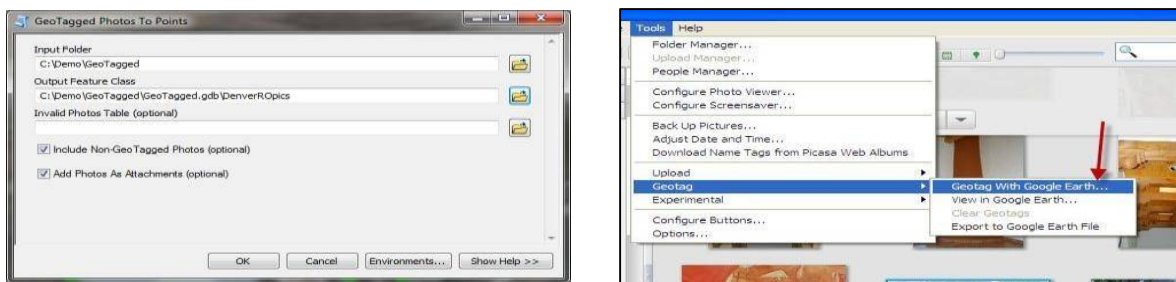 GeoTagged Photos To Points
Input Folder
C:\Demo\GeoTagged
Output Feature Class
C:\Demo\GeoTagged\GeoTagged.gdb\DenverROpics
Invalid Photos Table (optional)
Include Non-GeoTagged Photos (optional)
Add Photos As Attachments (optional)
OK Cancel Environments... Show Help >>
Tools Help
Folder Manager...
Upload Manager...
People Manager...
Configure Photo Viewer...
Configure Screensaver...
Back Up Pictures...
Adjust Date and Time...
Download Name Tags from Picasa Web Albums
Upload
Geotag
Experimental
Configure Buttons...
Options...
Geotag With Google Earth...
View in Google Earth...
Clear Geotags
Export to Google Earth File